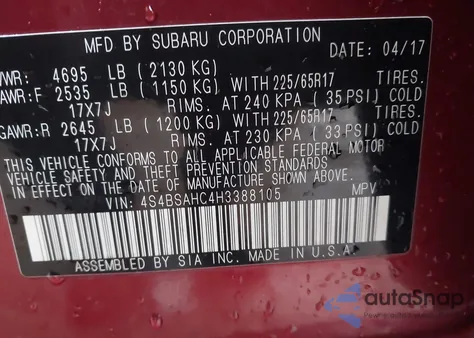 MFD BY SUBARU CORPORATION DATE: 04/17
VWR: 4695 LB (2130 KG)
AWR:F 2535 LB (1150 KG) WITH 225/65R17 TIRES.
17X7J RIMS. AT 240 KPA (35 PSI) COLD
GAWR:R 2645 LB (1200 KG) WITH 225/65R17 TIRES.
17X7J RIMS. AT 230 KPA (33 PSI) COLD
THIS VEHICLE CONFORMS TO ALL APPLICABLE FEDERAL MOTOR
VEHICLE SAFETY AND THEFT PREVENTION STANDARDS
IN EFFECT ON THE DATE OF MANUFACTURE SHOWN ABOVE.
VIN: 4S4BSAHC4H3388105 MPV
ASSEMBLED BY SIA INC. MADE IN U.S.A.
autoSnap